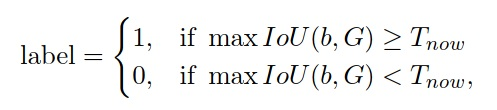 label = { 1, if max IoU(b, G) ≥ T_now
0, if max IoU(b, G) < T_now,